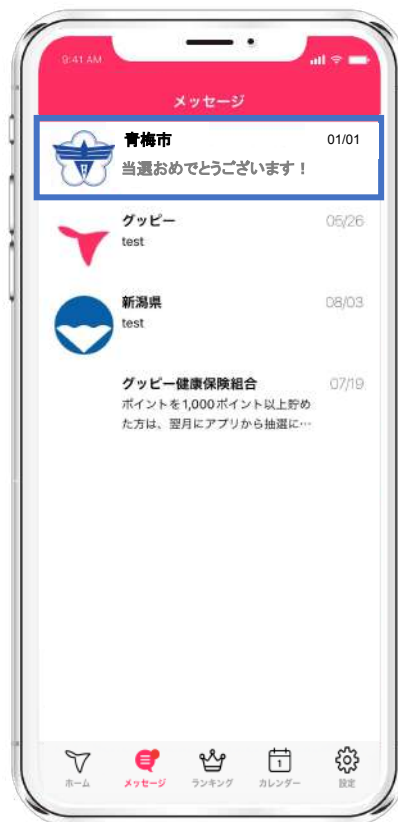 9:41 AM
メッセージ
青梅市 01/01
当選おめでとうございます！
グッピー 05/26
test
新潟県 08/03
test
グッピー健康保険組合 07/19
ポイントを1,000ポイント以上貯め
た方は、翌月にアプリから抽選に…
1
ホーム メッセージ ランキング カレンダー 設定